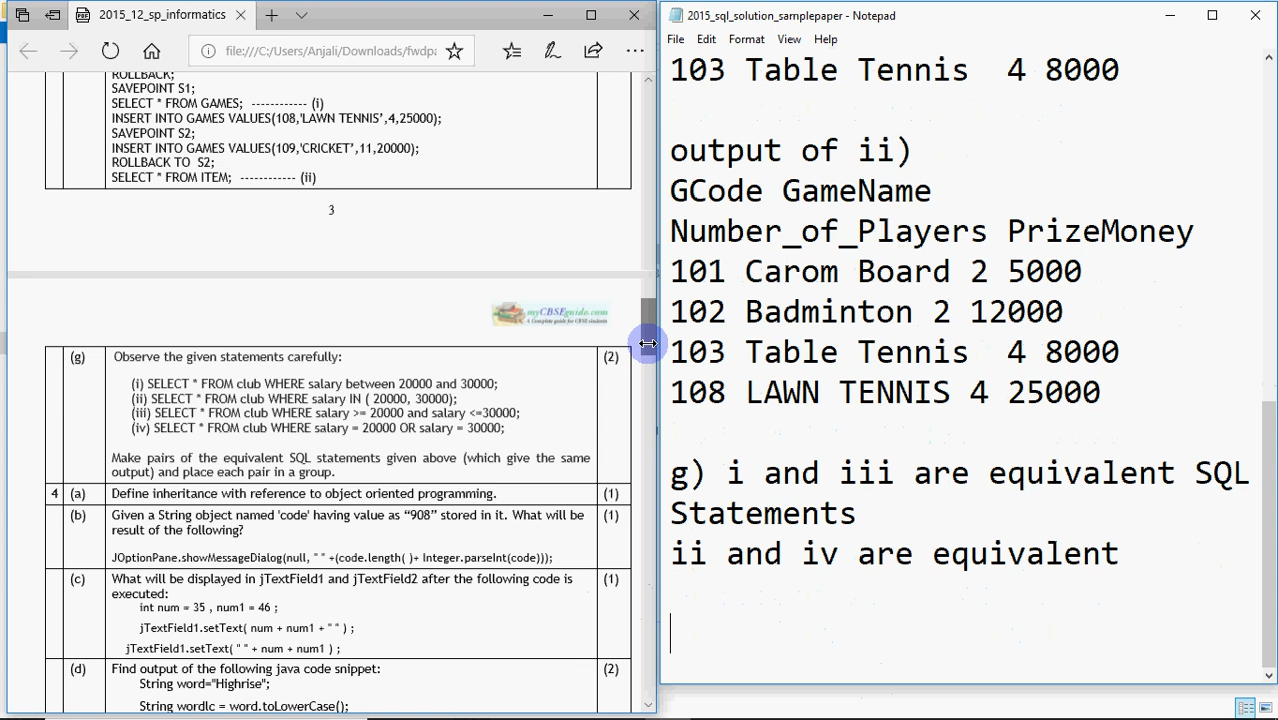 2015_12_sp_informatics
file:///C:/Users/Anjali/Downloads/fwdpa
ROLLBACK;
SAVEPOINT S1;
SELECT * FROM GAMES; ------------ (i)
INSERT INTO GAMES VALUES(108,'LAWN TENNIS',4,25000);
SAVEPOINT S2;
INSERT INTO GAMES VALUES(109,'CRICKET',11,20000);
ROLLBACK TO S2;
SELECT * FROM ITEM; ------------ (ii)
3
myCBSEguide.com
A Complete guide for CBSE students
(g) Observe the given statements carefully: (2)
(i) SELECT * FROM club WHERE salary between 20000 and 30000;
(ii) SELECT * FROM club WHERE salary IN ( 20000, 30000);
(iii) SELECT * FROM club WHERE salary >= 20000 and salary <=30000;
(iv) SELECT * FROM club WHERE salary = 20000 OR salary = 30000;
Make pairs of the equivalent SQL statements given above (which give the same
output) and place each pair in a group.
4 (a) Define inheritance with reference to object oriented programming. (1)
(b) Given a String object named 'code' having value as “908” stored in it. What will be (1)
result of the following?
JOptionPane.showMessageDialog(null, " " +(code.length( )+ Integer.parseInt(code)));
(c) What will be displayed in jTextField1 and jTextField2 after the following code is (1)
executed:
int num = 35 , num1 = 46 ;
jTextField1.setText( num + num1 + " " ) ;
jTextField1.setText( " " + num + num1 ) ;
(d) Find output of the following java code snippet: (2)
String word="Highrise";
String wordlc = word.toLowerCase();
2015_sql_solution_samplepaper - Notepad
File Edit Format View Help
103 Table Tennis  4 8000
output of ii)
GCode GameName
Number_of_Players PrizeMoney
101 Carom Board 2 5000
102 Badminton 2 12000
103 Table Tennis  4 8000
108 LAWN TENNIS 4 25000
g) i and iii are equivalent SQL
Statements
ii and iv are equivalent